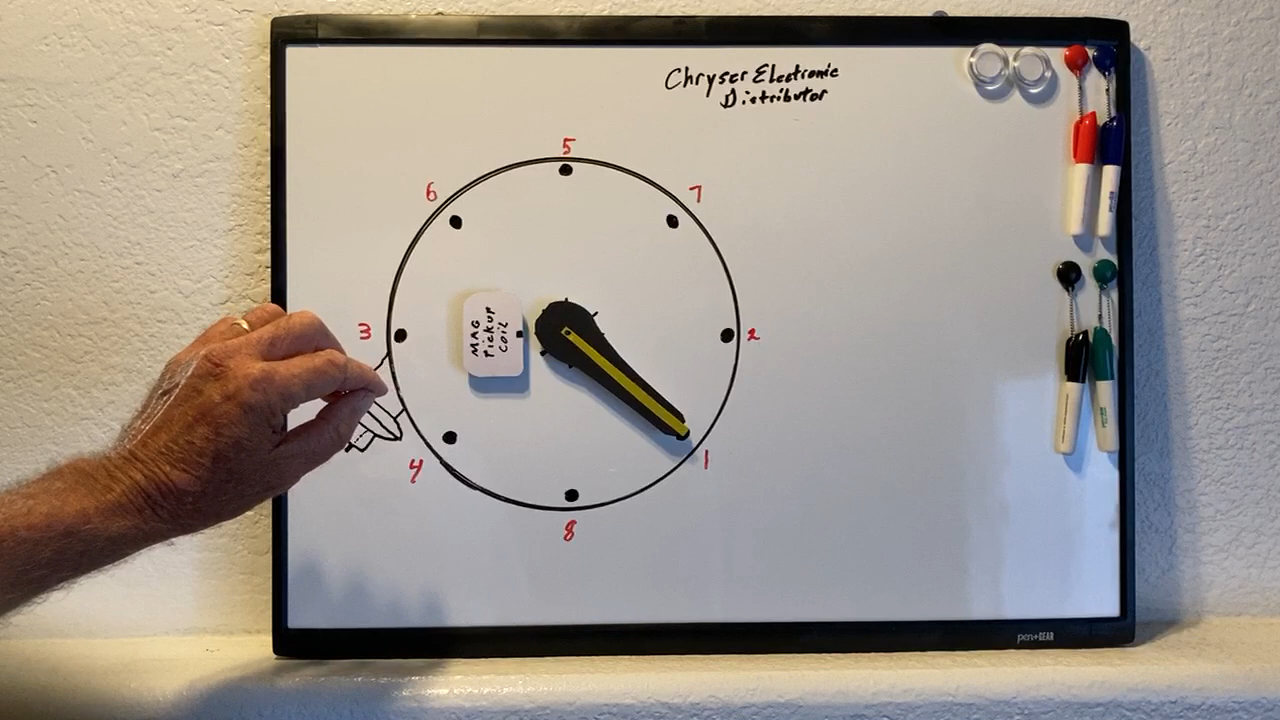 Chryser Electronic
Distributor
5
6
7
3
MAG
Pickup
Coil
2
4
1
8
pen+GEAR